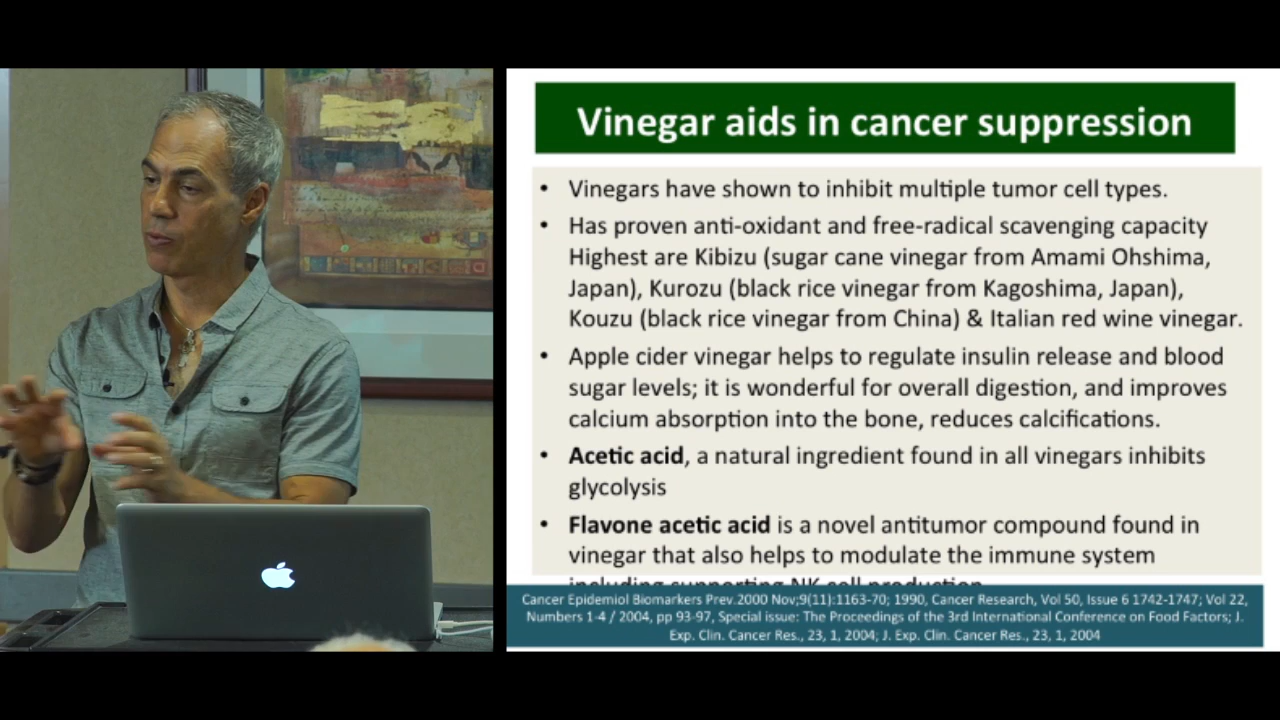 Vinegar aids in cancer suppression
• Vinegars have shown to inhibit multiple tumor cell types.
• Has proven anti-oxidant and free-radical scavenging capacity
Highest are Kibizu (sugar cane vinegar from Amami Ohshima,
Japan), Kurozu (black rice vinegar from Kagoshima, Japan),
Kouzu (black rice vinegar from China) & Italian red wine vinegar.
• Apple cider vinegar helps to regulate insulin release and blood
sugar levels; it is wonderful for overall digestion, and improves
calcium absorption into the bone, reduces calcifications.
• Acetic acid, a natural ingredient found in all vinegars inhibits
glycolysis
• Flavone acetic acid is a novel antitumor compound found in
vinegar that also helps to modulate the immune system
including supporting NK cell production
Cancer Epidemiol Biomarkers Prev.2000 Nov;9(11):1163-70; 1990, Cancer Research, Vol 50, Issue 6 1742-1747; Vol 22,
Numbers 1-4 / 2004, pp 93-97, Special issue: The Proceedings of the 3rd International Conference on Food Factors; J.
Exp. Clin. Cancer Res., 23, 1, 2004; J. Exp. Clin. Cancer Res., 23, 1, 2004